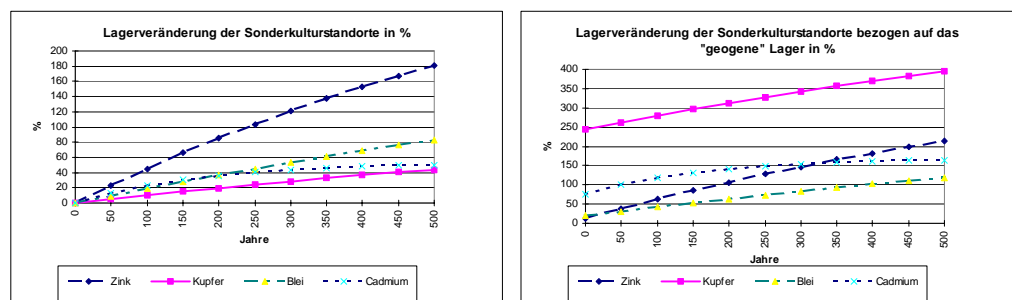 Lagerveränderung der Sonderkulturstandorte in %
200
180
160
140
120
100
80
60
40
20
0
%
0 50 100 150 200 250 300 350 400 450 500
Jahre
Zink Kupfer Blei Cadmium
Lagerveränderung der Sonderkulturstandorte bezogen auf das
"geogene" Lager in %
400
350
300
250
200
150
100
50
0
%
0 50 100 150 200 250 300 350 400 450 500
Jahre
Zink Kupfer Blei Cadmium